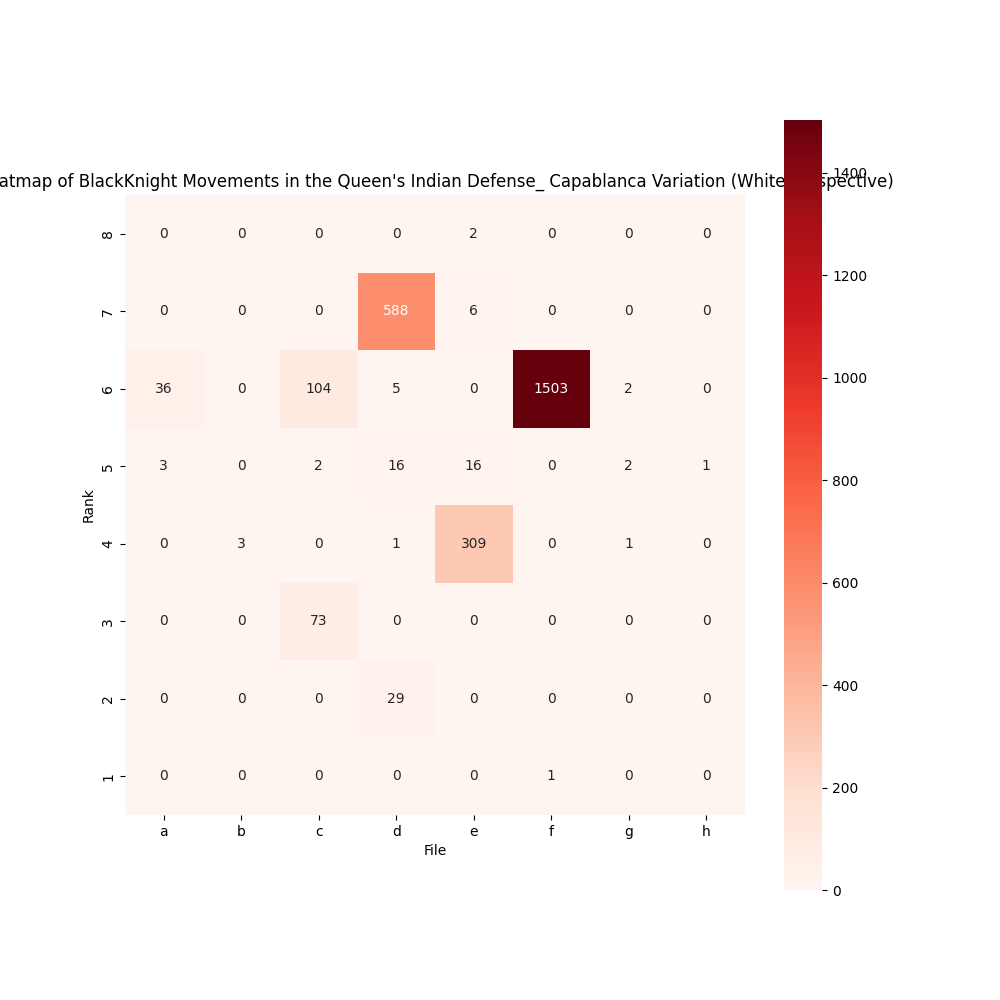 atmap of BlackKnight Movements in the Queen's Indian Defense_ Capablanca Variation (White spective)
1400
1200
1000
800
600
400
200
0
8 0 0 0 0 2 0 0 0
7 0 0 0 588 6 0 0 0
6 36 0 104 5 0 1503 2 0
5 3 0 2 16 16 0 2 1
Rank
4 0 3 0 1 309 0 1 0
3 0 0 73 0 0 0 0 0
2 0 0 0 29 0 0 0 0
1 0 0 0 0 0 1 0 0
a b c d e f g h
File